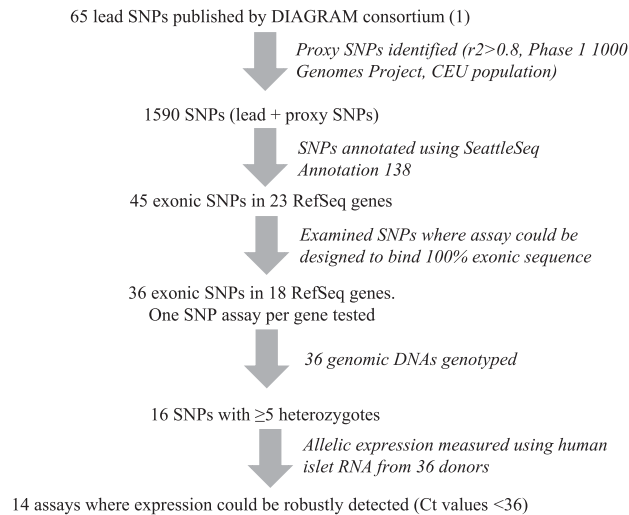 65 lead SNPs published by DIAGRAM consortium (1)
Proxy SNPs identified (r2>0.8, Phase 1 1000
Genomes Project, CEU population)
1590 SNPs (lead + proxy SNPs)
SNPs annotated using SeattleSeq
Annotation 138
45 exonic SNPs in 23 RefSeq genes
Examined SNPs where assay could be
designed to bind 100% exonic sequence
36 exonic SNPs in 18 RefSeq genes.
One SNP assay per gene tested
36 genomic DNAs genotyped
16 SNPs with ≥5 heterozygotes
Allelic expression measured using human
islet RNA from 36 donors
14 assays where expression could be robustly detected (Ct values <36)